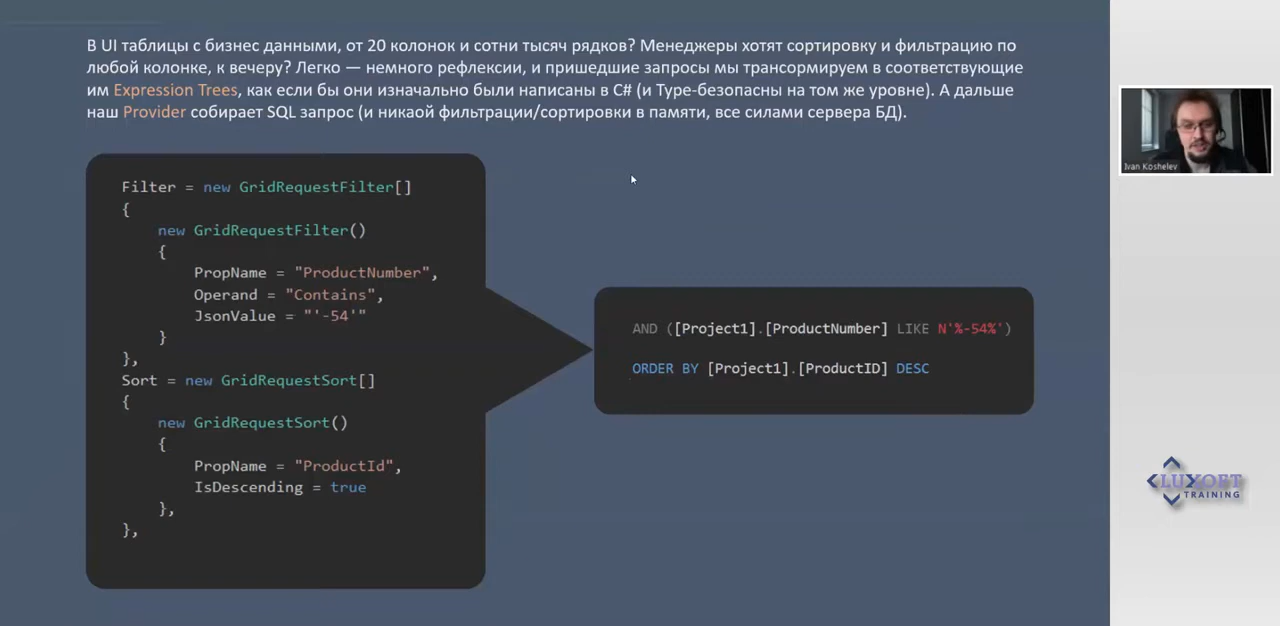 В UI таблицы с бизнес данными, от 20 колонок и сотни тысяч рядков? Менеджеры хотят сортировку и фильтрацию по
любой колонке, к вечеру? Легко — немного рефлексии, и пришедшие запросы мы трансормируем в соответствующие
им Expression Trees, как если бы они изначально были написаны в C# (и Type-безопасны на том же уровне). А дальше
наш Provider собирает SQL запрос (и никаой фильтрации/сортировки в памяти, все силами сервера БД).
Filter = new GridRequestFilter[]
{
new GridRequestFilter()
{
PropName = "ProductNumber",
Operand = "Contains",
JsonValue = "'-54'"
}
},
Sort = new GridRequestSort[]
{
new GridRequestSort()
{
PropName = "ProductId",
IsDescending = true
},
},
AND ([Project1].[ProductNumber] LIKE N'%-54%')
ORDER BY [Project1].[ProductID] DESC
Ivan Koshelev
LUXOFT
TRAINING